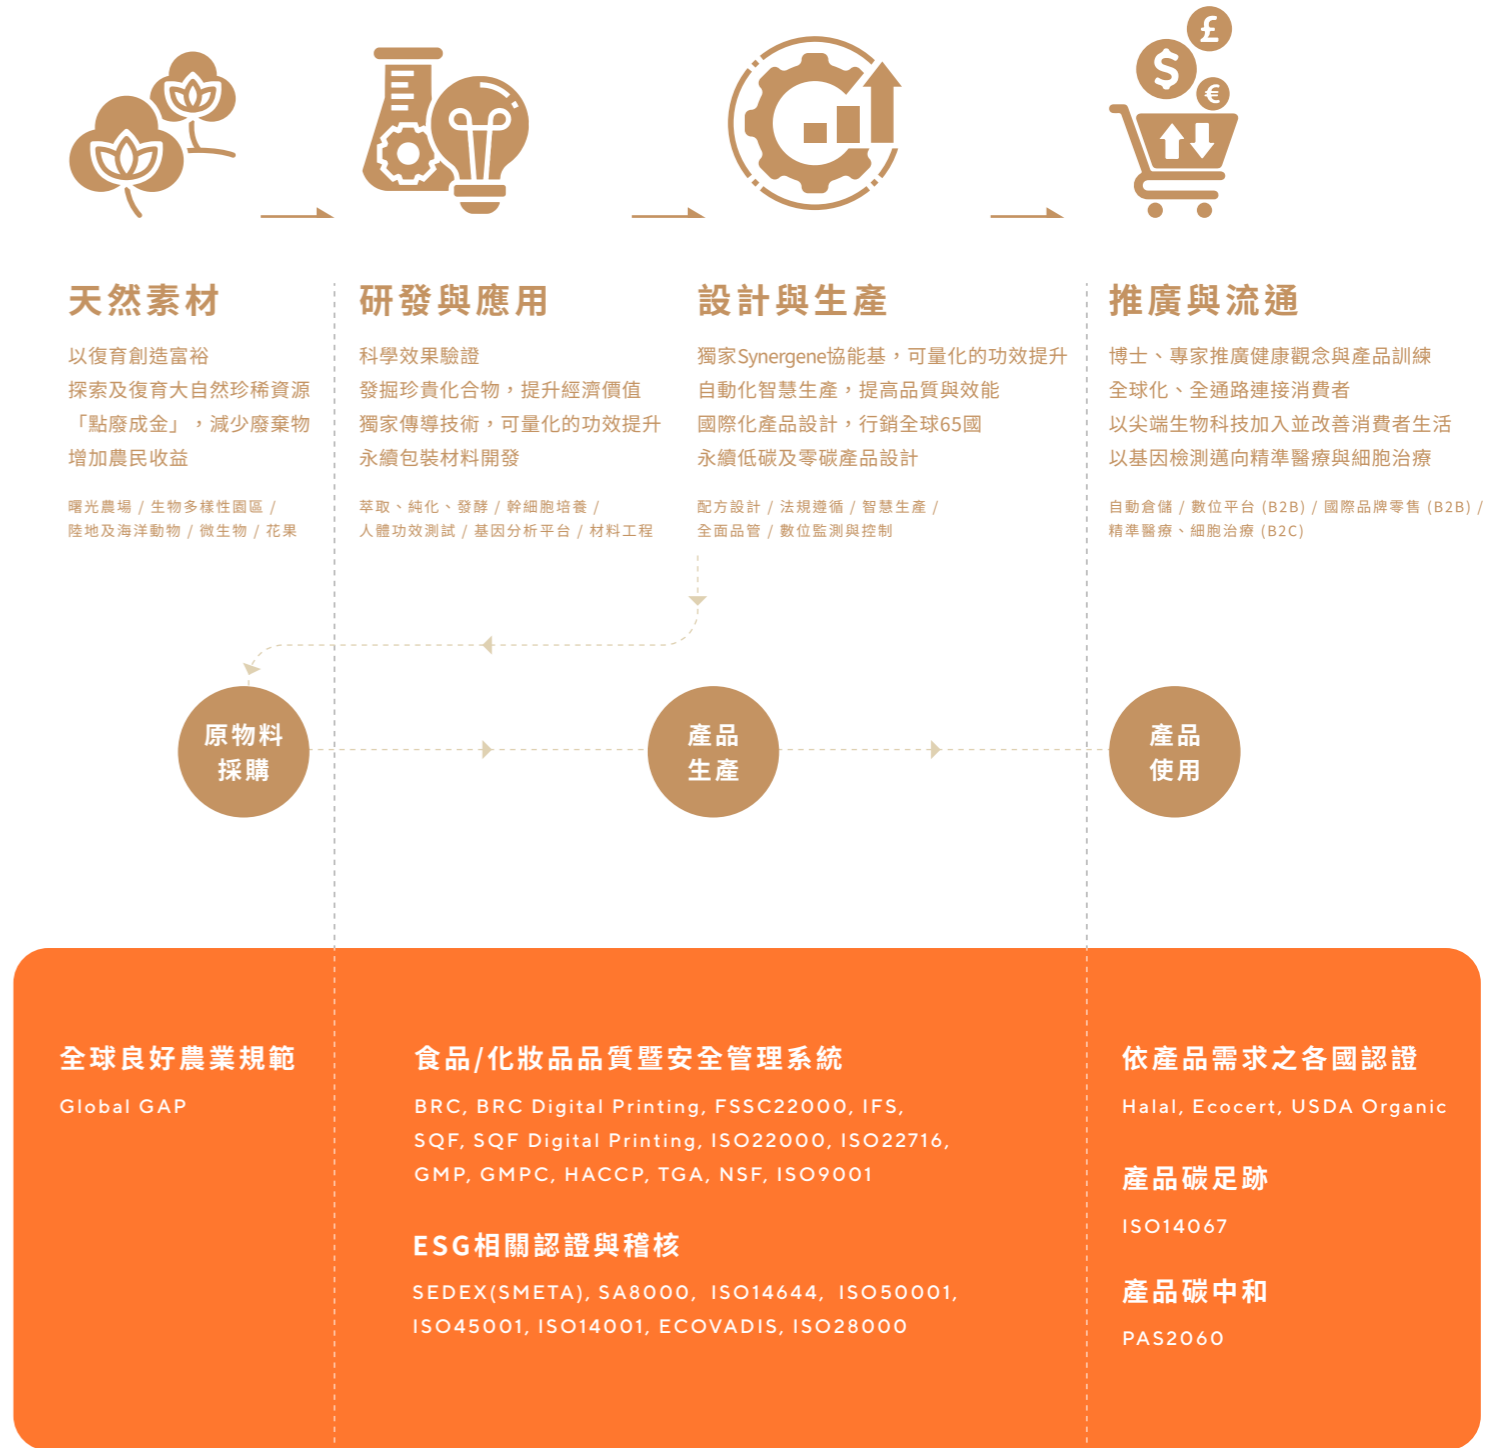 £
$
€
天然素材
以復育創造富裕
探索及復育大自然珍稀資源
「點廢成金」，減少廢棄物
增加農民收益
曙光農場 / 生物多樣性園區 /
陸地及海洋動物 / 微生物 / 花果
研發與應用
科學效果驗證
發掘珍貴化合物，提升經濟價值
獨家傳導技術，可量化的功效提升
永續包裝材料開發
萃取、純化、發酵 / 幹細胞培養 /
人體功效測試 / 基因分析平台 / 材料工程
設計與生產
獨家Synergene協能基，可量化的功效提升
自動化智慧生產，提高品質與效能
國際化產品設計，行銷全球65國
永續低碳及零碳產品設計
配方設計 / 法規遵循 / 智慧生產 /
全面品管 / 數位監測與控制
推廣與流通
博士、專家推廣健康觀念與產品訓練
全球化、全通路連接消費者
以尖端生物科技加入並改善消費者生活
以基因檢測邁向精準醫療與細胞治療
自動倉儲 / 數位平台 (B2B) / 國際品牌零售 (B2B) /
精準醫療、細胞治療 (B2C)
原物料
採購
產品
生產
產品
使用
全球良好農業規範
Global GAP
食品/化妝品品質暨安全管理系統
BRC, BRC Digital Printing, FSSC22000, IFS,
SQF, SQF Digital Printing, ISO22000, ISO22716,
GMP, GMPC, HACCP, TGA, NSF, ISO9001
ESG相關認證與稽核
SEDEX(SMETA), SA8000, ISO14644, ISO50001,
ISO45001, ISO14001, ECOVADIS, ISO28000
依產品需求之各國認證
Halal, Ecocert, USDA Organic
產品碳足跡
ISO14067
產品碳中和
PAS2060